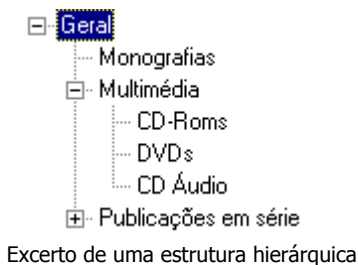 Geral
Monografias
Multimédia
CD-Roms
DVDs
CD Áudio
Publicações em série
Excerto de uma estrutura hierárquica